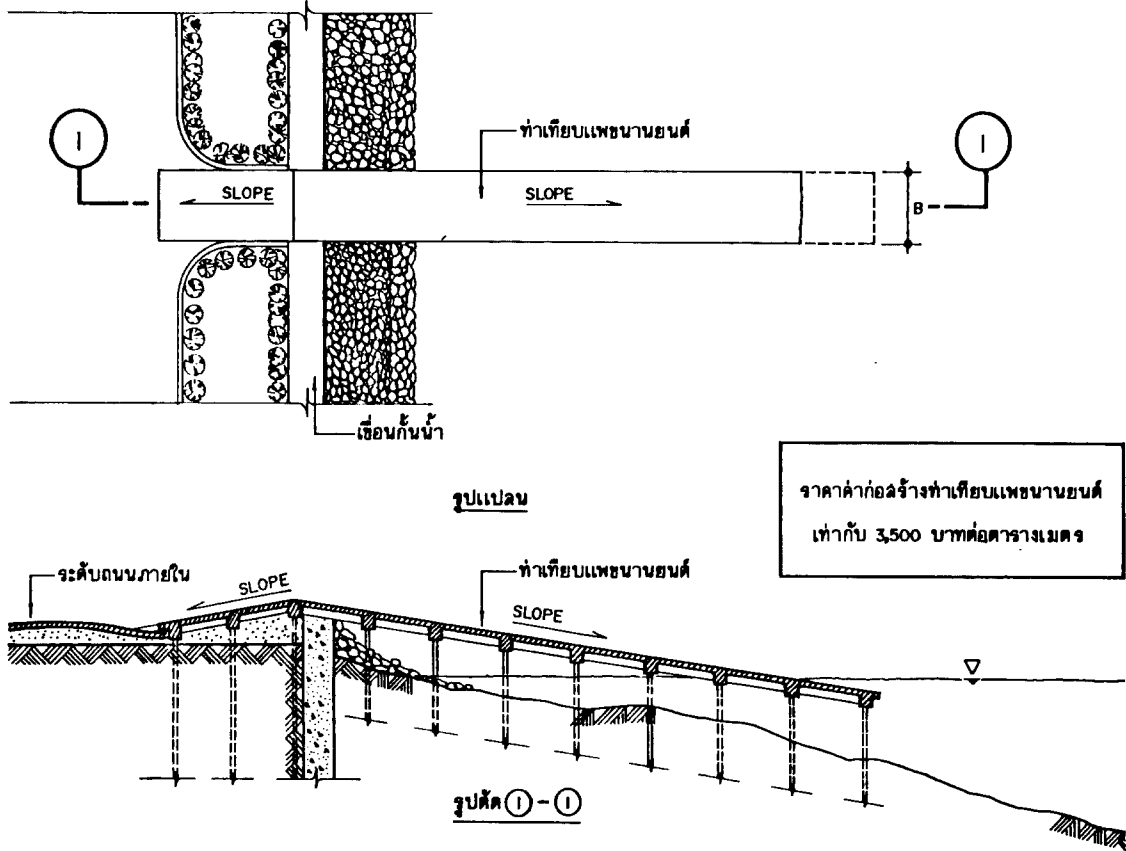 ท่าเทียบแพขนานยนต์
1
1
SLOPE
SLOPE
B
เขื่อนกั้นน้ำ
รูปแปลน
ราคาค่าก่อสร้างท่าเทียบแพขนานยนต์
เท่ากับ 3,500 บาทต่อตารางเมตร
ระดับถนนภายใน
SLOPE
ท่าเทียบแพขนานยนต์
SLOPE
รูปตัด 1 - 1